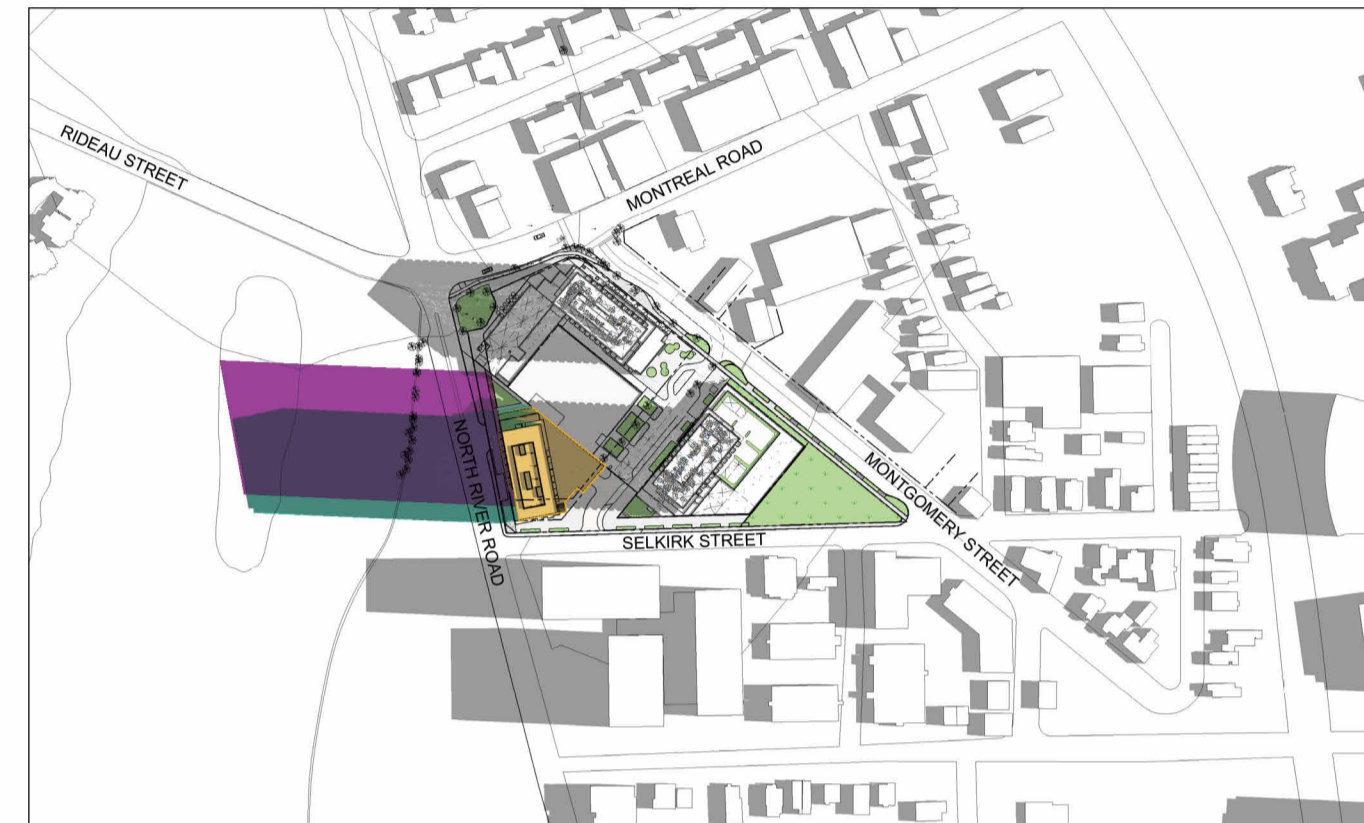 RIDEAU STREET
MONTREAL ROAD
NORTH RIVER ROAD
MONTGOMERY STREET
SELKIRK STREET